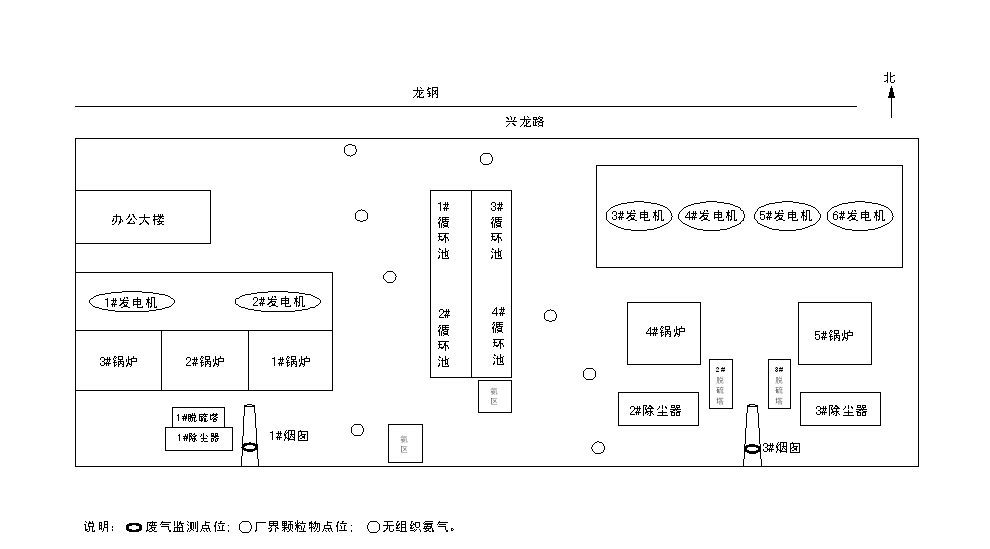 北
龙钢
兴龙路
办公大楼
1#循环池
3#循环池
3#发电机
4#发电机
5#发电机
6#发电机
1#发电机
2#发电机
2#循环池
4#循环池
3#锅炉
2#锅炉
1#锅炉
4#锅炉
5#锅炉
2#脱硫塔
3#脱硫塔
氨区
2#除尘器
3#除尘器
1#脱硫塔
1#除尘器
1#烟囱
氨区
3#烟囱
说明: 废气监测点位; 厂界颗粒物点位; 无组织氨气。